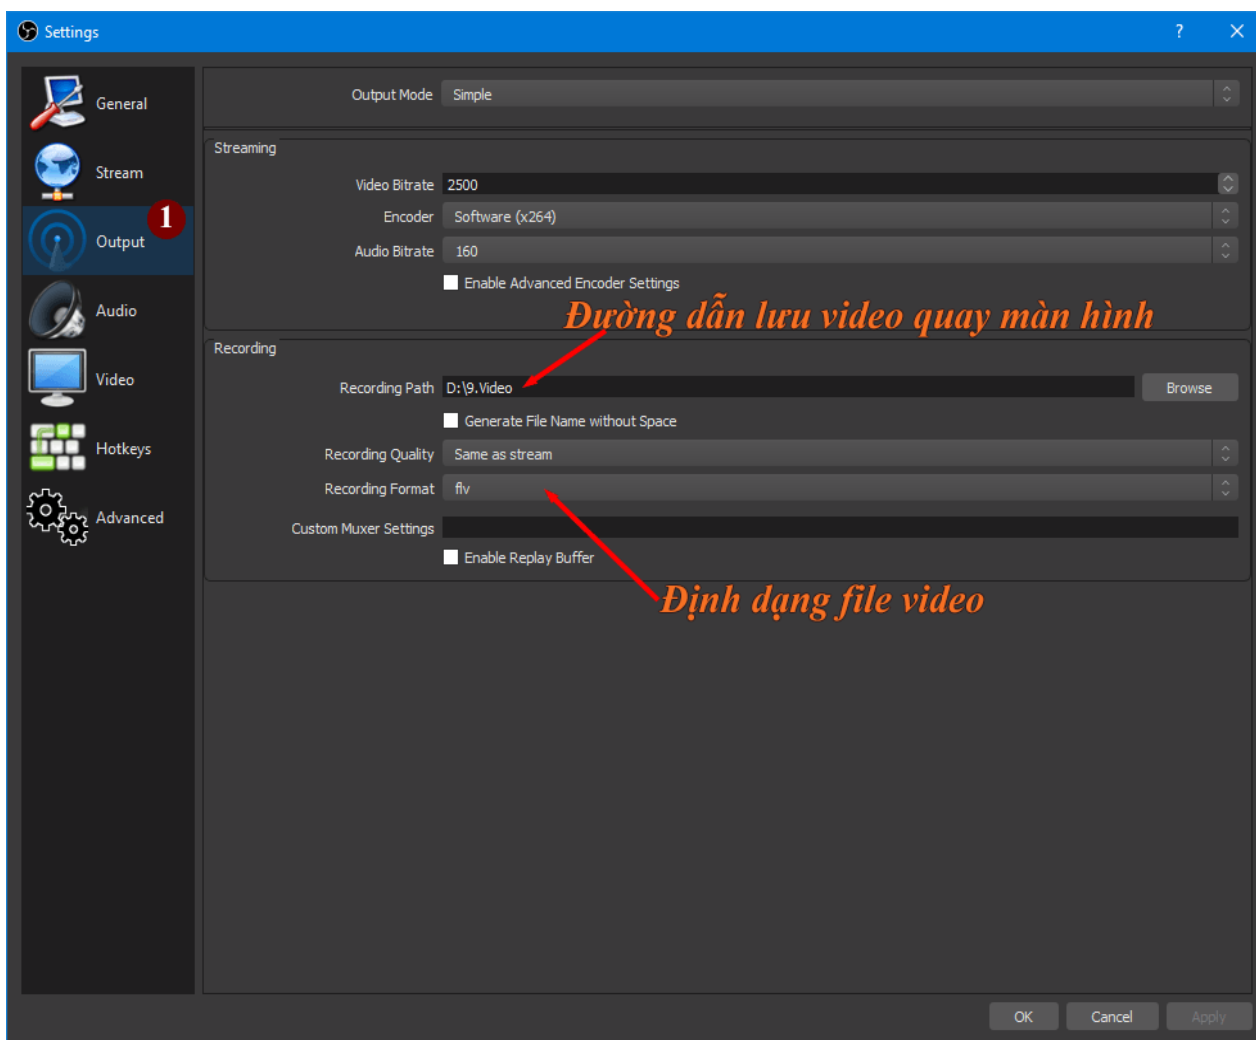 Settings
?
General
Stream
1
Output
Audio
Video
Hotkeys
Advanced
Output Mode Simple
Streaming
Video Bitrate 2500
Encoder Software (x264)
Audio Bitrate 160
Enable Advanced Encoder Settings
Đường dẫn lưu video quay màn hình
Recording
Recording Path D:\9.Video Browse
Generate File Name without Space
Recording Quality Same as stream
Recording Format flv
Custom Muxer Settings
Enable Replay Buffer
Định dạng file video
OK Cancel Apply